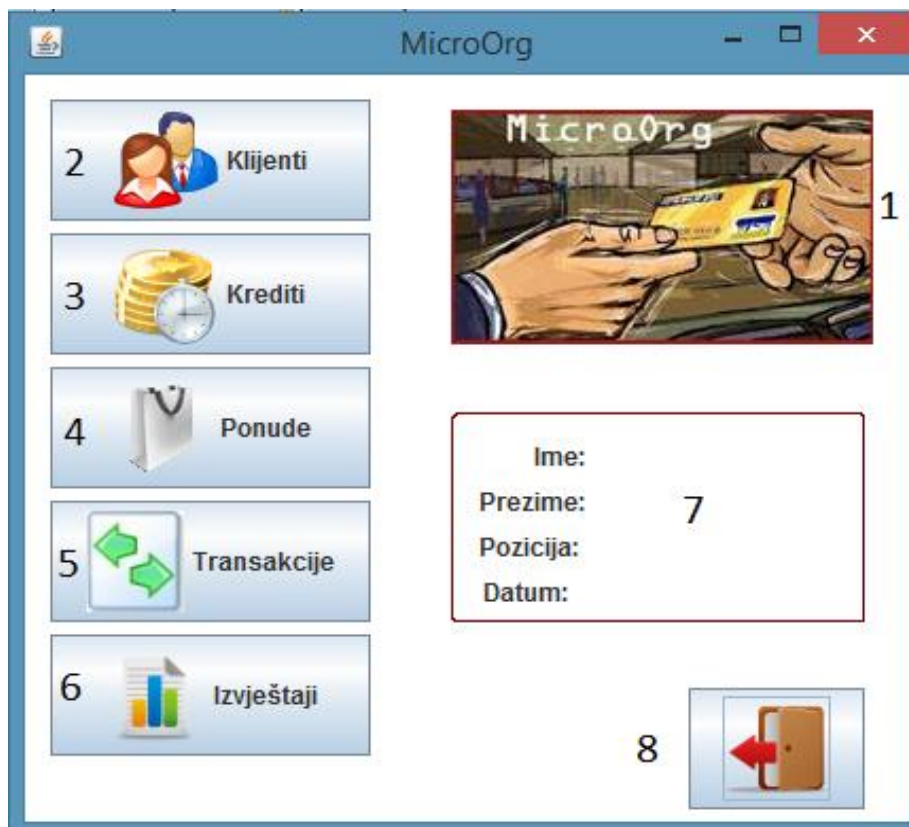 MicroOrg
2
Klijenti
MicroOrg
1
3
Krediti
4
Ponude
Ime:
Prezime:
7
Pozicija:
Datum:
5
Transakcije
6
Izvještaji
8